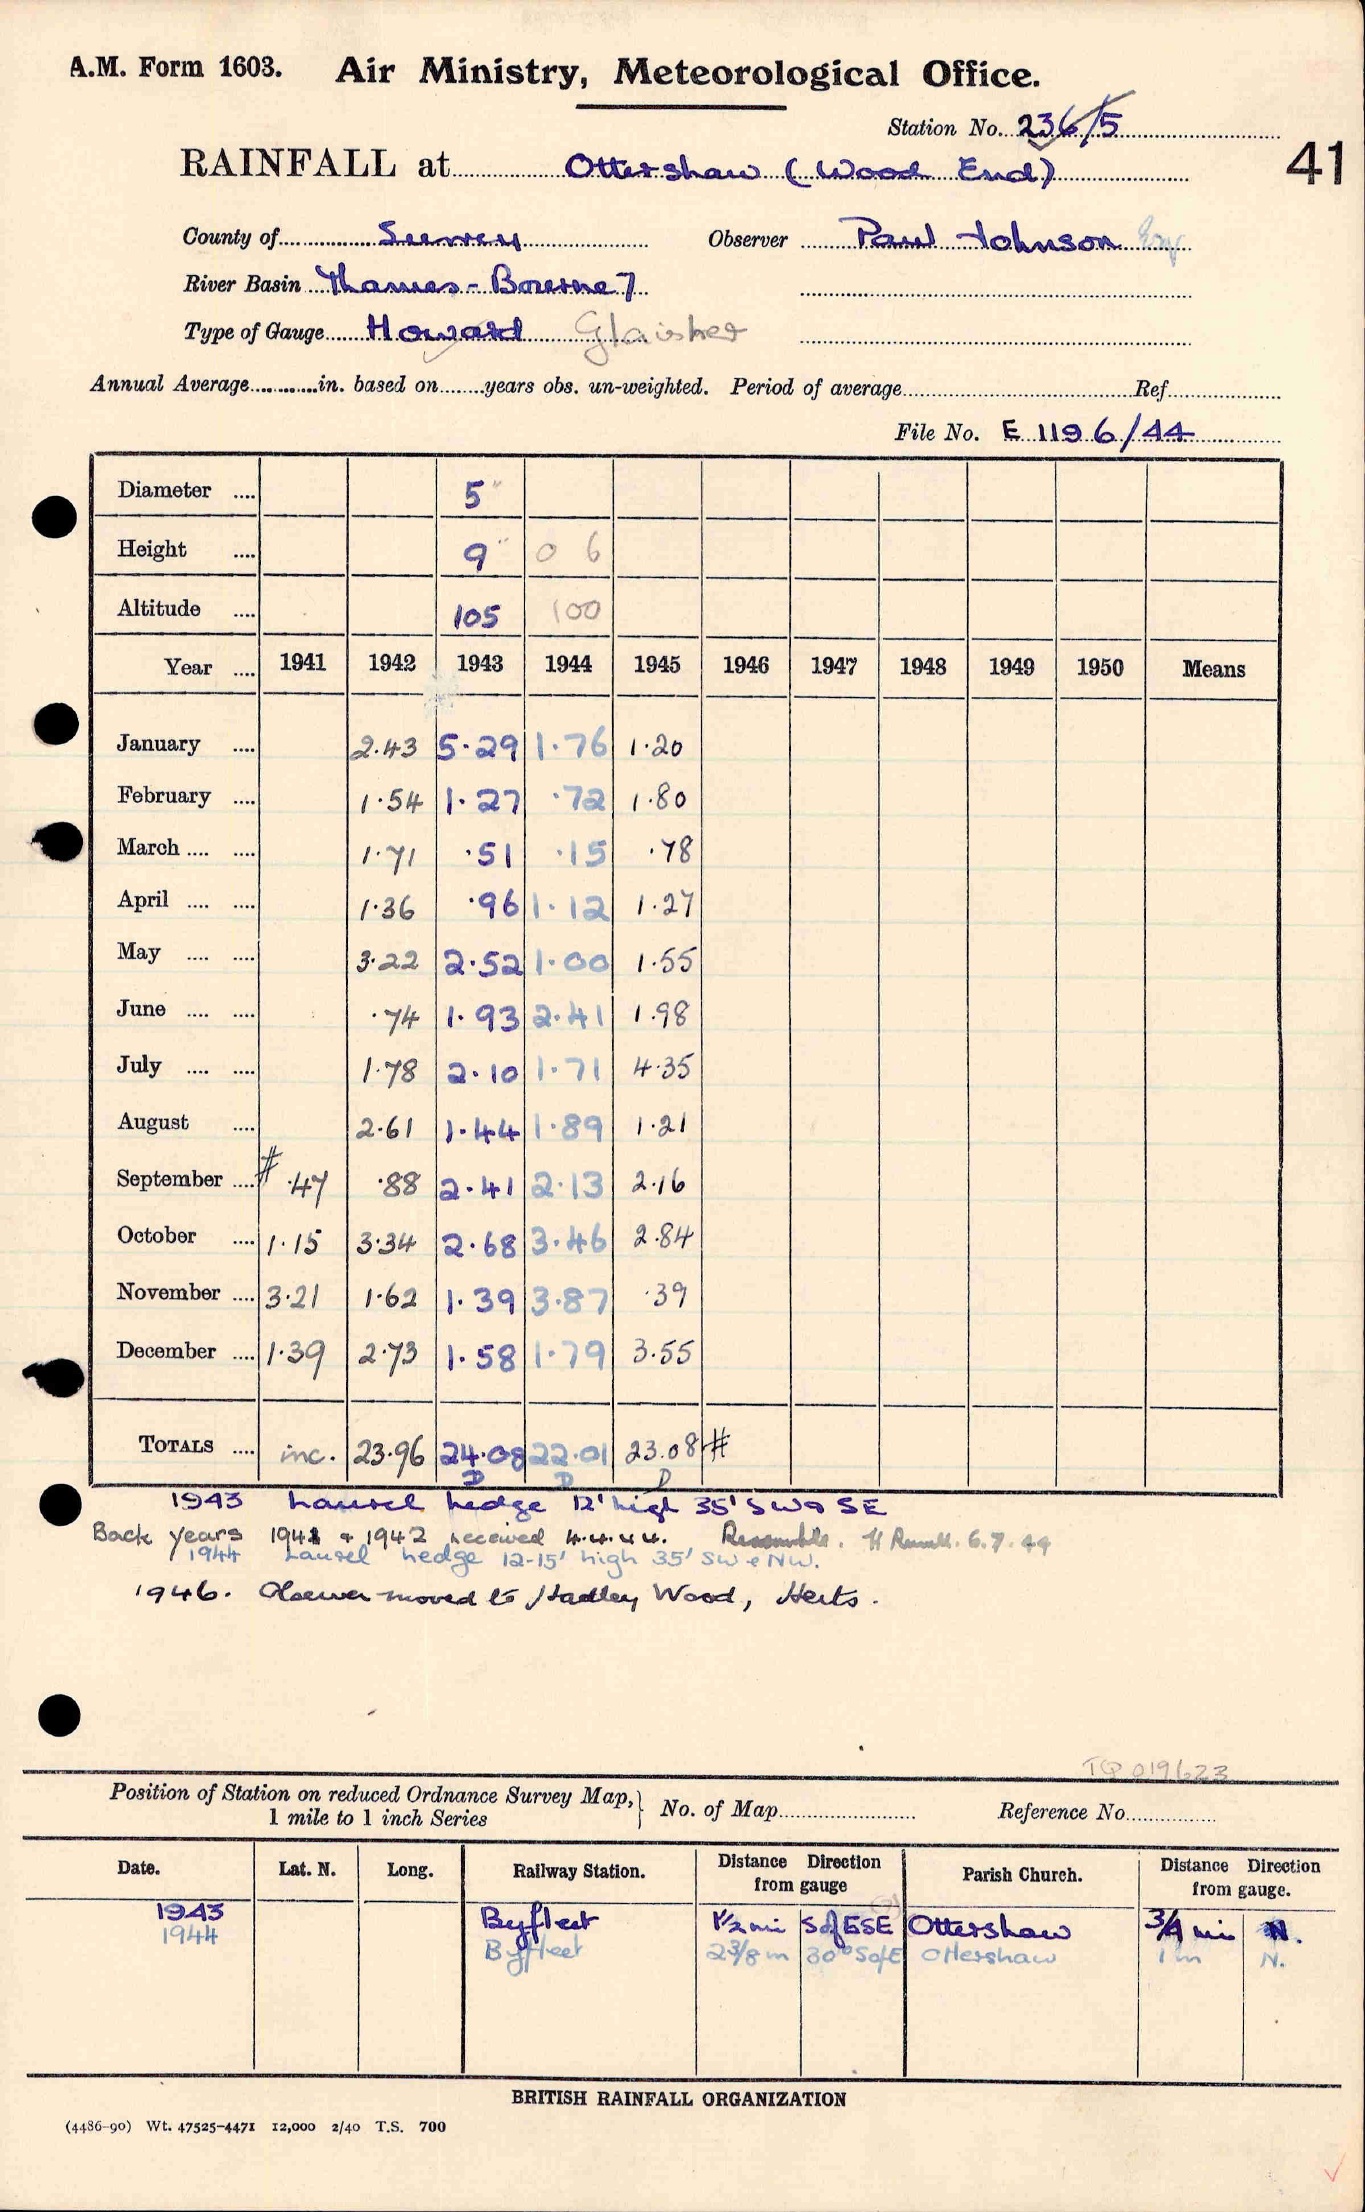 A.M. Form 1603. Air Ministry, Meteorological Office.
Station No. 236/5
41
RAINFALL at Ottershaw (Wood End)
County of Surrey Observer Paul Johnson Esq
River Basin Thames - Bourne 7
Type of Gauge Howard Glaisher
Annual Average in. based on years obs. un-weighted. Period of average Ref
File No. E 1196/44
Diameter .... 5"
Height .... 9" 0 6
Altitude .... 105 100
Year .... 1941 1942 1943 1944 1945 1946 1947 1948 1949 1950 Means
January .... 2.43 5.29 1.76 1.20
February .... 1.54 1.27 .72 1.80
March .... .... 1.71 .51 .15 .78
April .... .... 1.36 .96 1.12 1.27
May .... .... 3.22 2.52 1.00 1.55
June .... .... .74 1.93 2.41 1.98
July .... .... 1.78 2.10 1.71 4.35
August .... 2.61 1.44 1.89 1.21
September .... # .47 .88 2.41 2.13 2.16
October .... 1.15 3.34 2.68 3.46 2.84
November .... 3.21 1.62 1.39 3.87 .39
December .... 1.39 2.73 1.58 1.79 3.55
TOTALS .... inc. 23.96 24.08 22.01 23.08 #
D D D
1943 Laurel hedge 12' high 35' SW & SE
Back years 1941 & 1942 received 4.4.44. 6.7.44
1944 Laurel hedge 12-15' high 35' SW & NW.
1946. Observer moved to Hadley Wood, Herts.
TQ 019623
Position of Station on reduced Ordnance Survey Map, } No. of Map Reference No
1 mile to 1 inch Series
Date. Lat. N. Long. Railway Station. Distance Direction from gauge Parish Church. Distance Direction from gauge.
1943 Byfleet 1½ mi S of ESE Ottershaw 3/4 mi N.
1944 Byfleet 2 3/8 m 30° S of E Ottershaw 1 m N.
BRITISH RAINFALL ORGANIZATION
(4486-90) Wt. 47525-4471 12,000 2/40 T.S. 700